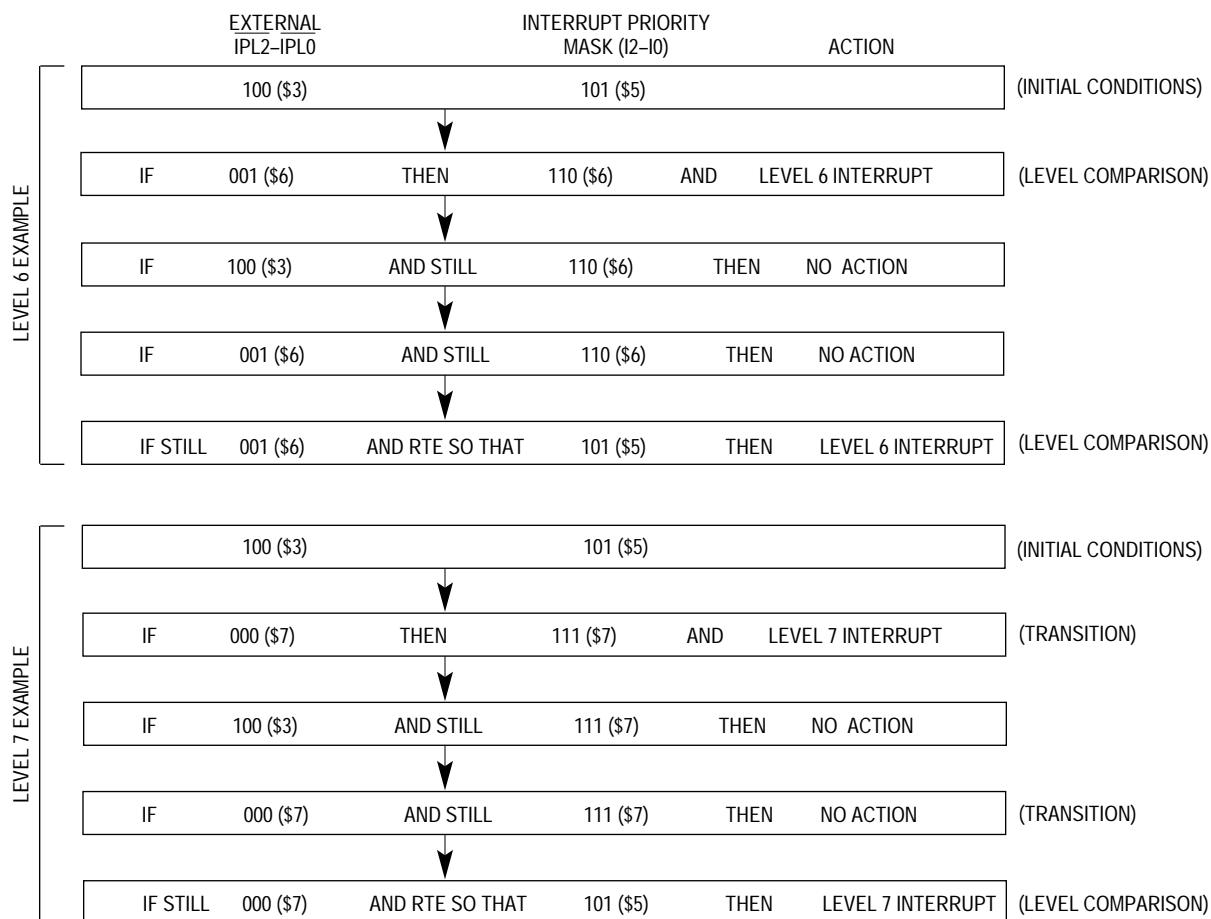 EXTERNAL
IPL2–IPL0
INTERRUPT PRIORITY
MASK (I2–I0)
ACTION
LEVEL 6 EXAMPLE
100 ($3) 101 ($5) (INITIAL CONDITIONS)
IF 001 ($6) THEN 110 ($6) AND LEVEL 6 INTERRUPT (LEVEL COMPARISON)
IF 100 ($3) AND STILL 110 ($6) THEN NO ACTION
IF 001 ($6) AND STILL 110 ($6) THEN NO ACTION
IF STILL 001 ($6) AND RTE SO THAT 101 ($5) THEN LEVEL 6 INTERRUPT (LEVEL COMPARISON)
LEVEL 7 EXAMPLE
100 ($3) 101 ($5) (INITIAL CONDITIONS)
IF 000 ($7) THEN 111 ($7) AND LEVEL 7 INTERRUPT (TRANSITION)
IF 100 ($3) AND STILL 111 ($7) THEN NO ACTION
IF 000 ($7) AND STILL 111 ($7) THEN NO ACTION (TRANSITION)
IF STILL 000 ($7) AND RTE SO THAT 101 ($5) THEN LEVEL 7 INTERRUPT (LEVEL COMPARISON)